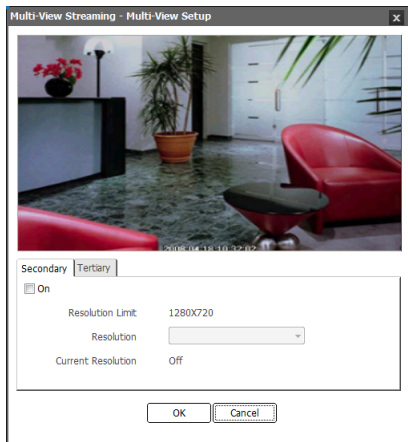 Multi-View Streaming - Multi-View Setup
x
2008-04-18 10:37:02
Secondary
Tertiary
On
Resolution Limit
1280X720
Resolution
Current Resolution
Off
OK
Cancel